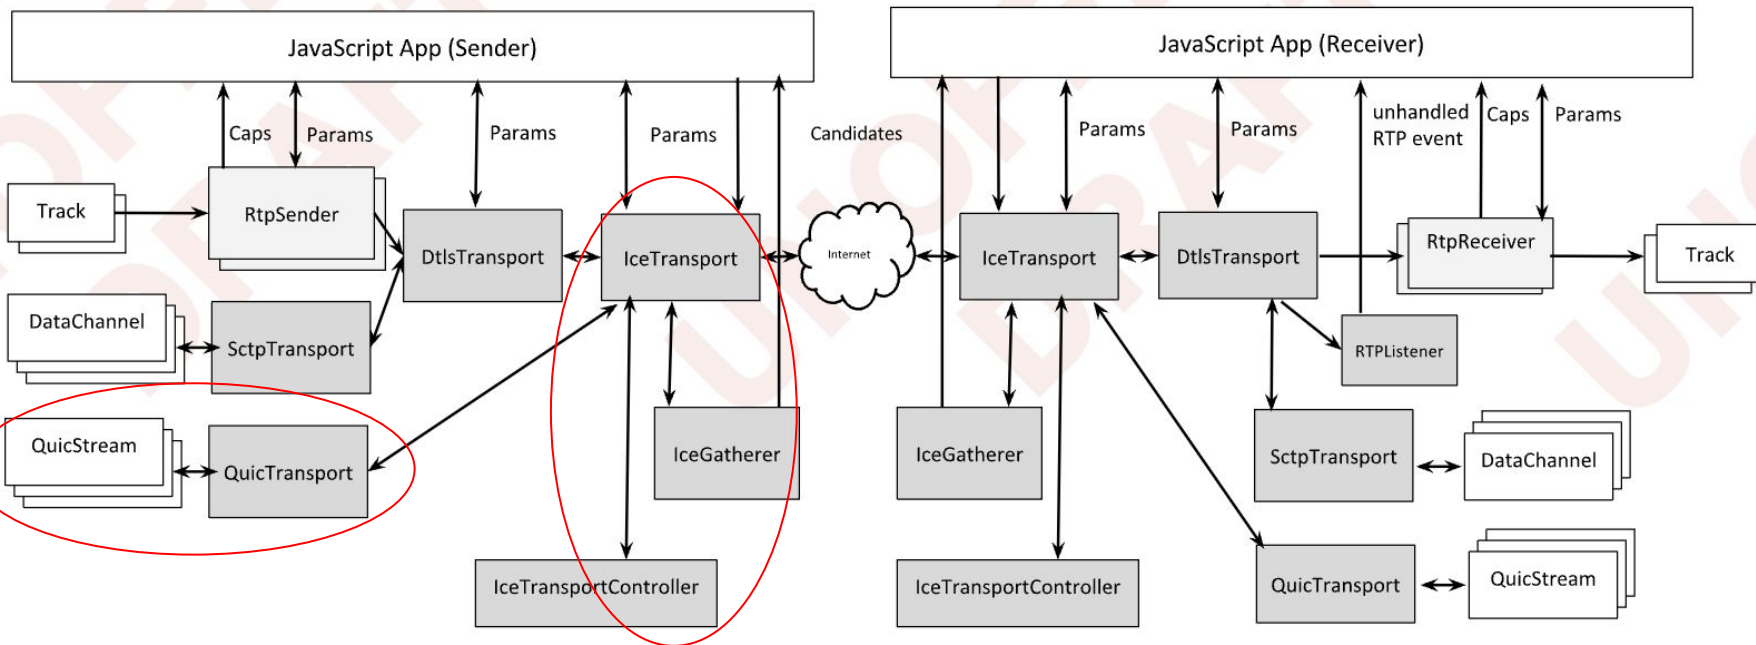 JavaScript App (Sender)
JavaScript App (Receiver)
Caps
Params
Params
Params
Candidates
Params
Params
unhandled
RTP event
Caps
Params
Track
RtpSender
DtlsTransport
IceTransport
Internet
IceTransport
DtlsTransport
RtpReceiver
Track
DataChannel
SctpTransport
RTPListener
QuicStream
QuicTransport
IceGatherer
IceGatherer
SctpTransport
DataChannel
IceTransportController
IceTransportController
QuicTransport
QuicStream